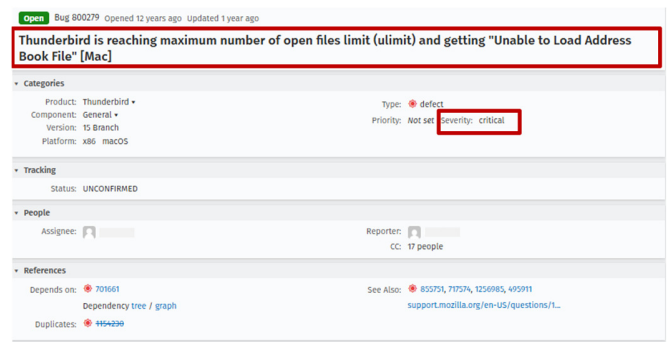 Open Bug 800279 Opened 12 years ago Updated 1 year ago
Thunderbird is reaching maximum number of open files limit (ulimit) and getting "Unable to Load Address
Book File" [Mac]
Categories
Product: Thunderbird
Component: General
Version: 15 Branch
Platform: x86 macOS
Type: defect
Priority: Not set Severity: critical
Tracking
Status: UNCONFIRMED
People
Assignee:
Reporter:
CC: 17 people
References
Depends on: 701661
Dependency tree / graph
Duplicates: 1154230
See Also: 855751, 717574, 1256985, 495911
support.mozilla.org/en-US/questions/1...